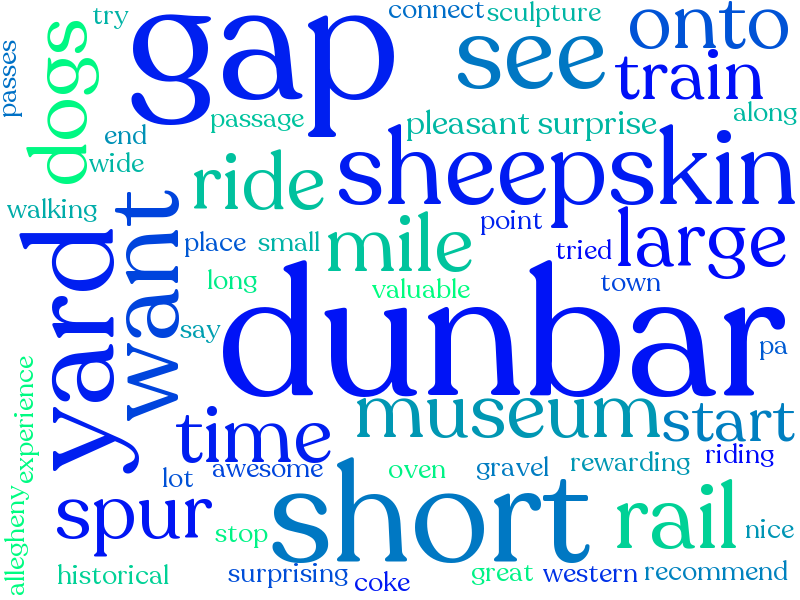 try
gap
connect
sculpture
onto
passes
dogs
see
train
passage
pleasant surprise
along
end
wide
ride
sheepskin
walking
want
place
small
mile
point
tried
large
yard
long
valuable
town
say
dunbar
pa
experience
time
museum
start
lot
awesome
oven
gravel
rewarding
riding
allegheny
spur
stop
short
rail
nice
historical
surprising
coke
great
western
recommend